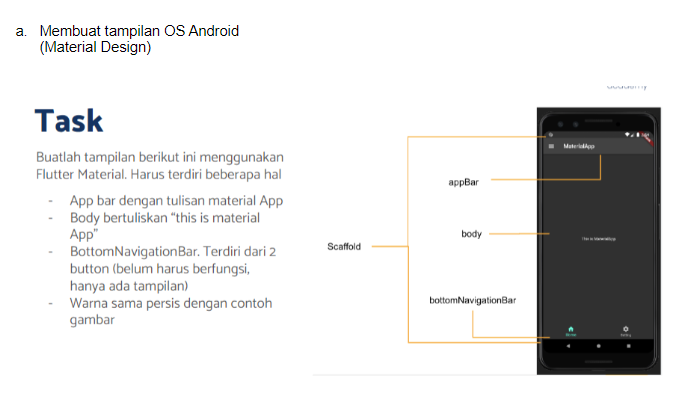 a. Membuat tampilan OS Android
(Material Design)
Task
Buatlah tampilan berikut ini menggunakan
Flutter Material. Harus terdiri beberapa hal
- App bar dengan tulisan material App
- Body bertuliskan “this is material
App”
- BottomNavigationBar. Terdiri dari 2
button (belum harus berfungsi,
hanya ada tampilan)
- Warna sama persis dengan contoh
gambar
MaterialApp
appBar
body
This is MaterialApp
Scaffold
bottomNavigationBar